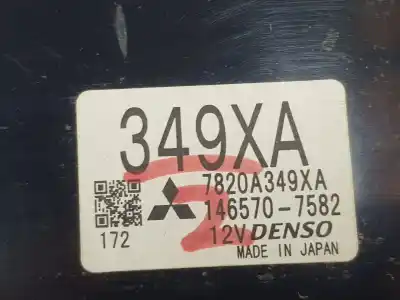 349XA
7820A349XA
146570-7582
172
12V DENSO
MADE IN JAPAN